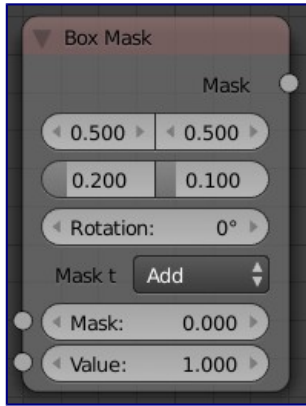 Box Mask
Mask
0.500 0.500
0.200 0.100
Rotation: 0°
Mask t Add
Mask: 0.000
Value: 1.000